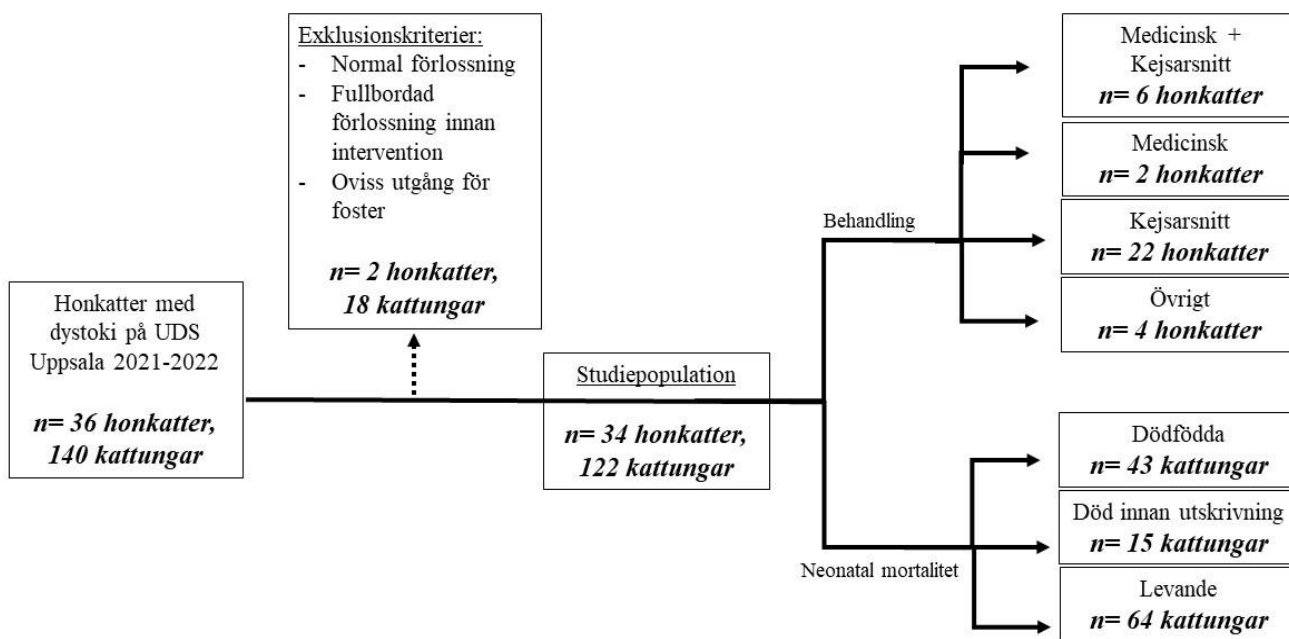 Honkatter med
dystoki på UDS
Uppsala 2021-2022
n= 36 honkatter,
140 kattungar
Exklusionskriterier:
- Normal förlossning
- Fullbordad
förlossning innan
intervention
- Oviss utgång för
foster
n= 2 honkatter,
18 kattungar
Studiepopulation
n= 34 honkatter,
122 kattungar
Behandling
Medicinsk +
Kejsarsnitt
n= 6 honkatter
Medicinsk
n= 2 honkatter
Kejsarsnitt
n= 22 honkatter
Övrigt
n= 4 honkatter
Neonatal mortalitet
Dödfödda
n= 43 kattungar
Död innan utskrivning
n= 15 kattungar
Levande
n= 64 kattungar